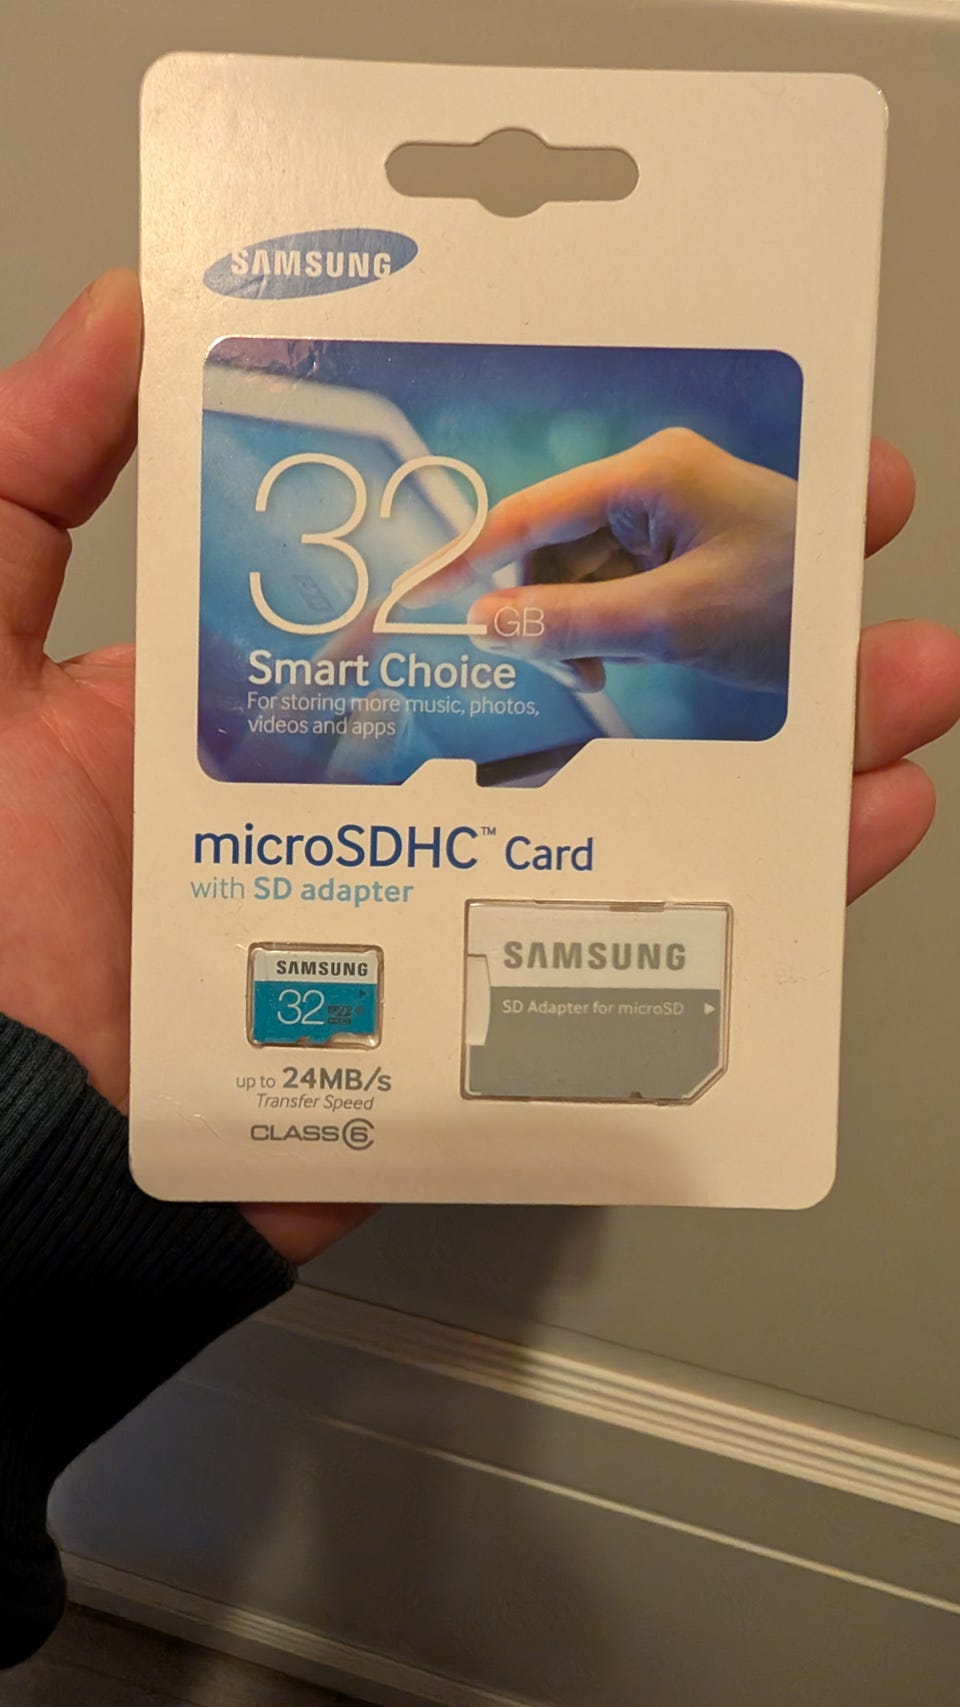 SAMSUNG
32GB
Smart Choice
For storing more music, photos,
videos and apps
microSDHC™ Card
with SD adapter
SAMSUNG
32
up to 24MB/s
Transfer Speed
CLASS 6
SAMSUNG
SD Adapter for microSD